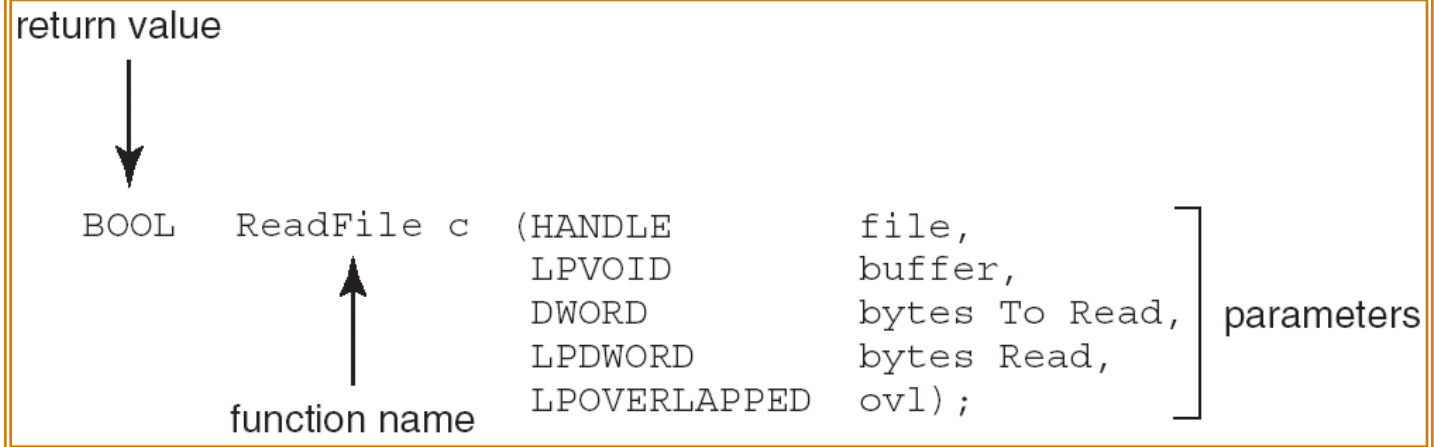 return value
BOOL ReadFile c (HANDLE file,
LPVOID buffer,
DWORD bytes To Read,
parameters
LPDWORD bytes Read,
LPOVERLAPPED ovl);
function name